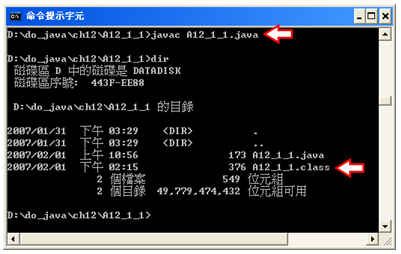 命令提示字元
D:\do_java\ch12\A12_1_1>javac A12_1_1.java
D:\do_java\ch12\A12_1_1>dir
磁碟區 D 中的磁碟是 DATADISK
磁碟區序號: 443F-EE88
D:\do_java\ch12\A12_1_1 的目錄
2007/01/31 下午 03:29 <DIR> .
2007/01/31 下午 03:29 <DIR> ..
2007/02/01 上午 10:56 173 A12_1_1.java
2007/02/01 下午 02:15 376 A12_1_1.class
2 個檔案 549 位元組
2 個目錄 49,779,474,432 位元組可用
D:\do_java\ch12\A12_1_1>